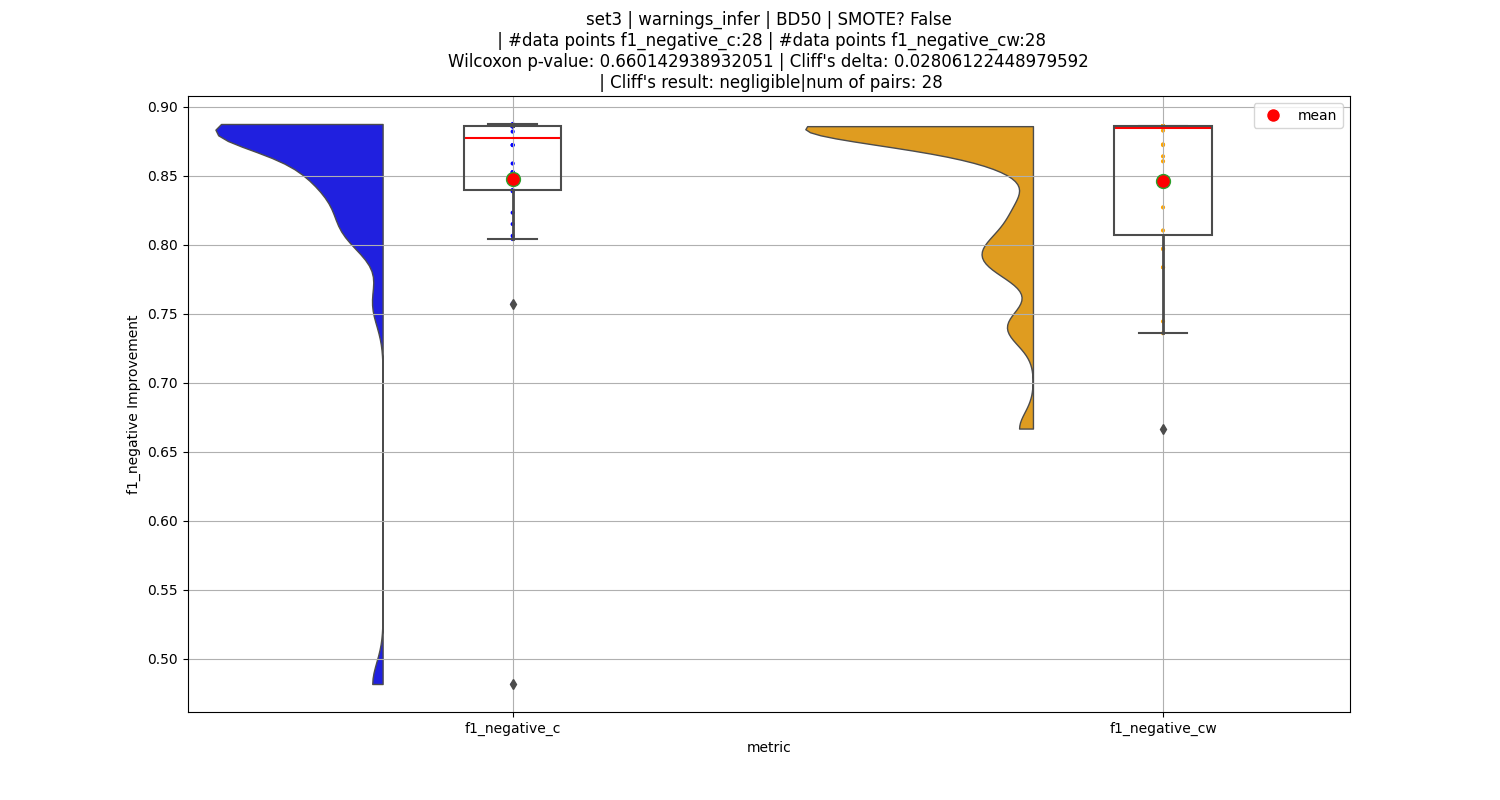 set3 | warnings_infer | BD50 | SMOTE? False
| #data points f1_negative_c:28 | #data points f1_negative_cw:28
Wilcoxon p-value: 0.660142938932051 | Cliff's delta: 0.02806122448979592
| Cliff's result: negligible|num of pairs: 28
mean
0.90
0.85
0.80
0.75
0.70
0.65
0.60
0.55
0.50
f1_negative Improvement
f1_negative_c
f1_negative_cw
metric